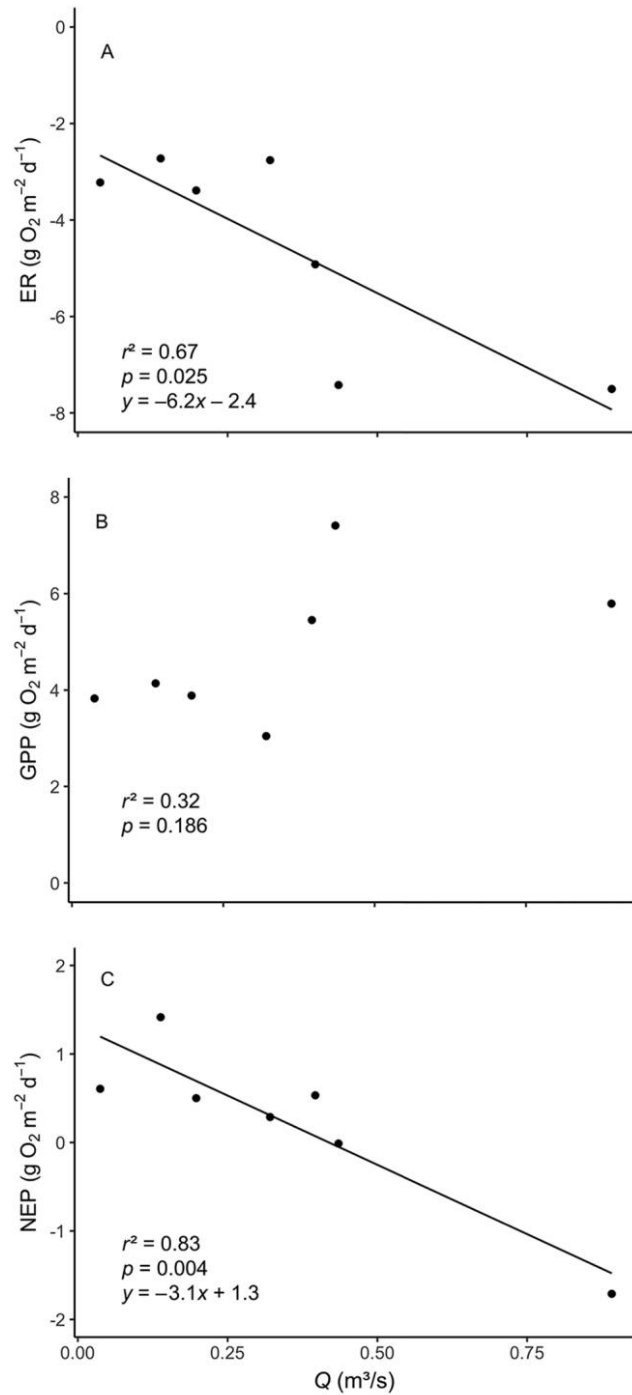 A
0
-2
-4
-6
-8
ER (g O₂ m⁻² d⁻¹)
r² = 0.67
p = 0.025
y = –6.2x – 2.4
B
8
6
4
2
0
GPP (g O₂ m⁻² d⁻¹)
r² = 0.32
p = 0.186
C
2
1
0
-1
-2
NEP (g O₂ m⁻² d⁻¹)
r² = 0.83
p = 0.004
y = –3.1x + 1.3
0.00 0.25 0.50 0.75
Q (m³/s)